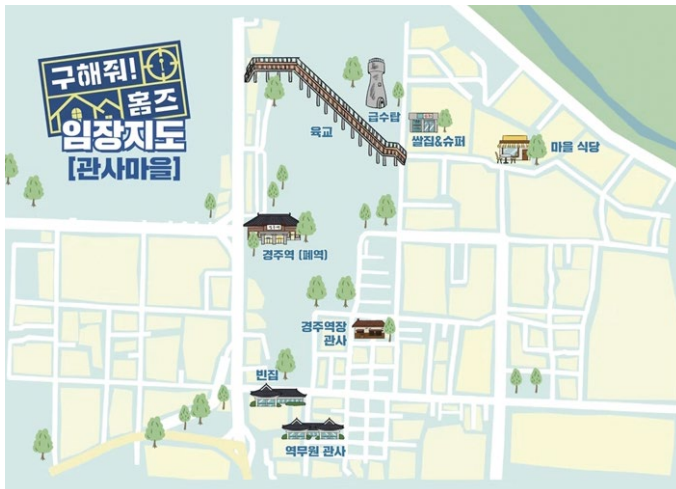 구해줘!
홈즈
임장지도
[관사마을]
육교
급수탑
쌀집&슈퍼
마을 식당
경주역 (폐역)
경주역장
관사
빈집
역무원 관사